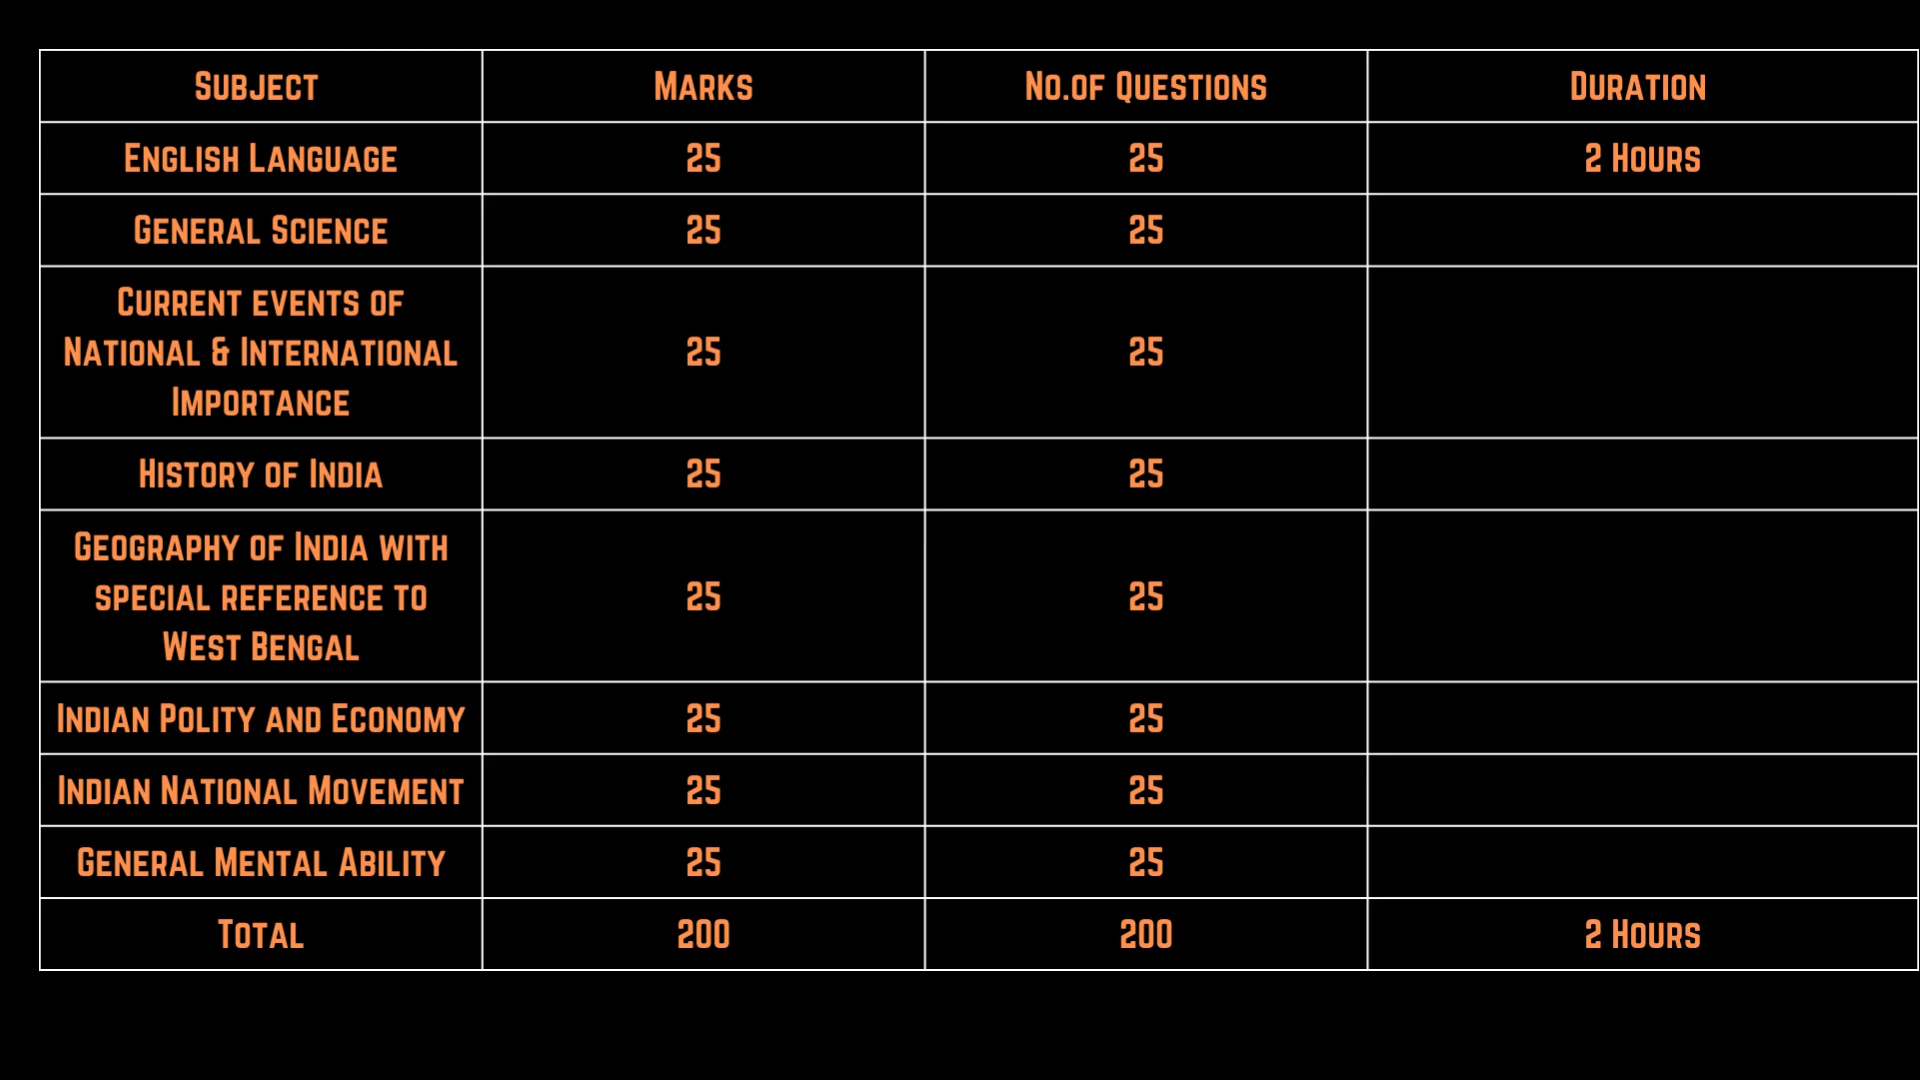 Subject Marks No.of Questions Duration
English Language 25 25 2 Hours
General Science 25 25
Current events of
National & International 25 25
Importance
History of India 25 25
Geography of India with
special reference to 25 25
West Bengal
Indian Polity and Economy 25 25
Indian National Movement 25 25
General Mental Ability 25 25
Total 200 200 2 Hours